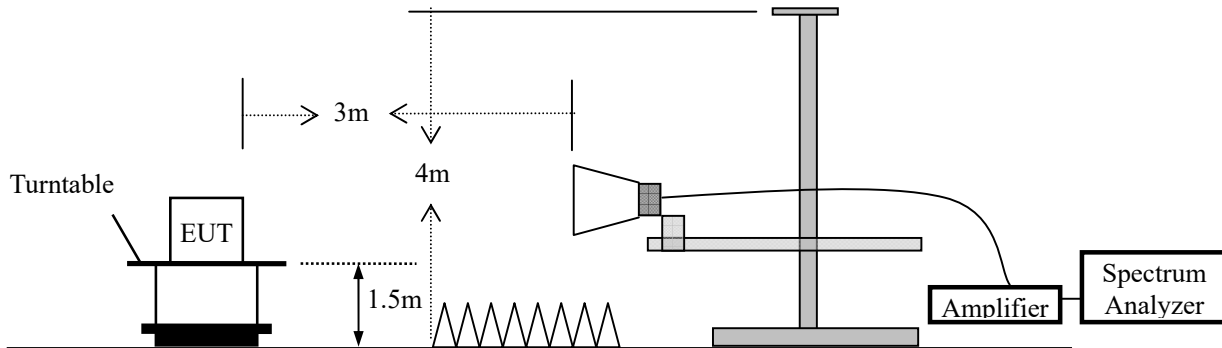 3m
4m
Turntable
EUT
1.5m
Amplifier
Spectrum
Analyzer